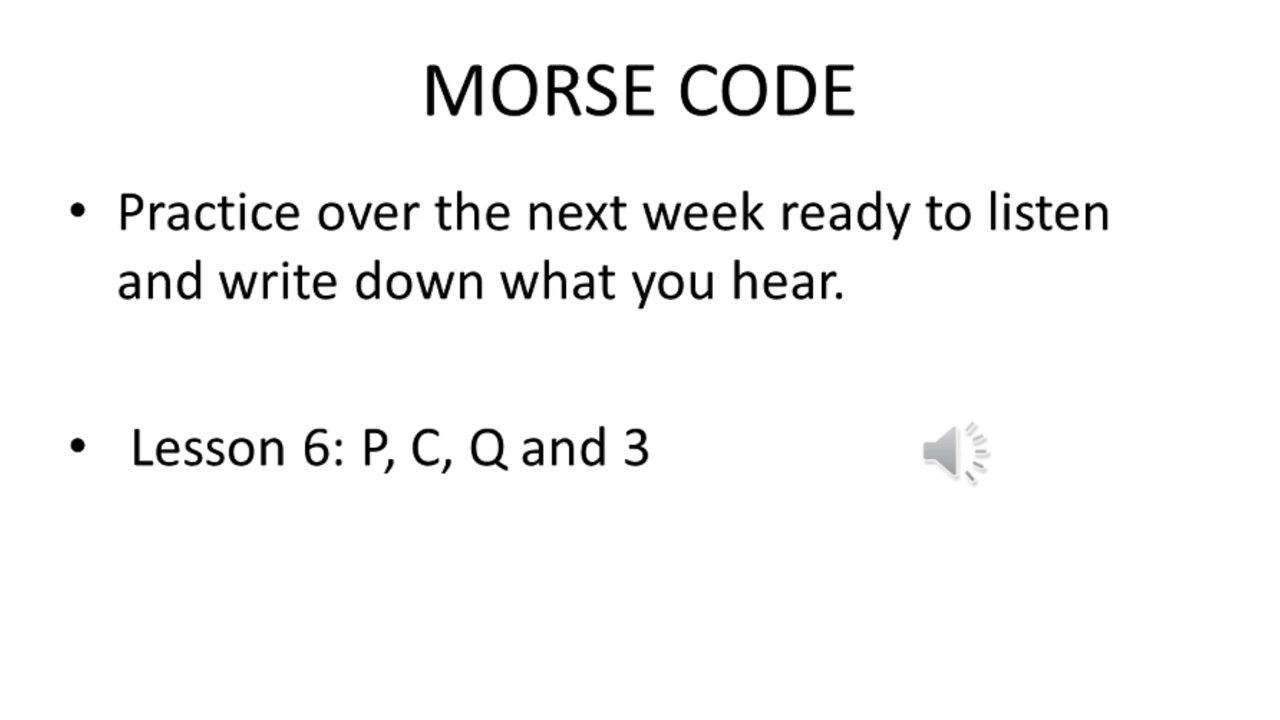 MORSE CODE
• Practice over the next week ready to listen
and write down what you hear.
• Lesson 6: P, C, Q and 3